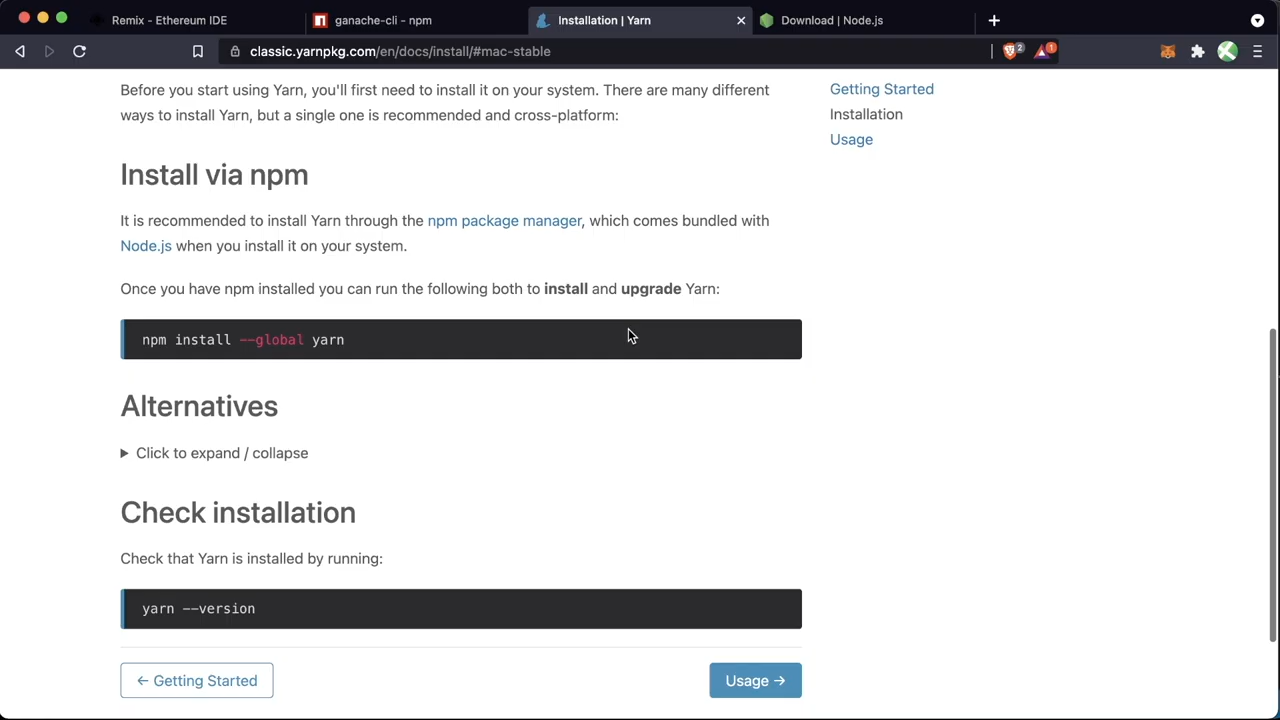 Remix - Ethereum IDE
ganache-cli - npm
Installation | Yarn
Download | Node.js
classic.yarnpkg.com/en/docs/install/#mac-stable
2
1
Before you start using Yarn, you'll first need to install it on your system. There are many different
ways to install Yarn, but a single one is recommended and cross-platform:
Install via npm
It is recommended to install Yarn through the npm package manager, which comes bundled with
Node.js when you install it on your system.
Once you have npm installed you can run the following both to install and upgrade Yarn:
npm install --global yarn
Alternatives
Click to expand / collapse
Check installation
Check that Yarn is installed by running:
yarn --version
← Getting Started
Usage →
Getting Started
Installation
Usage